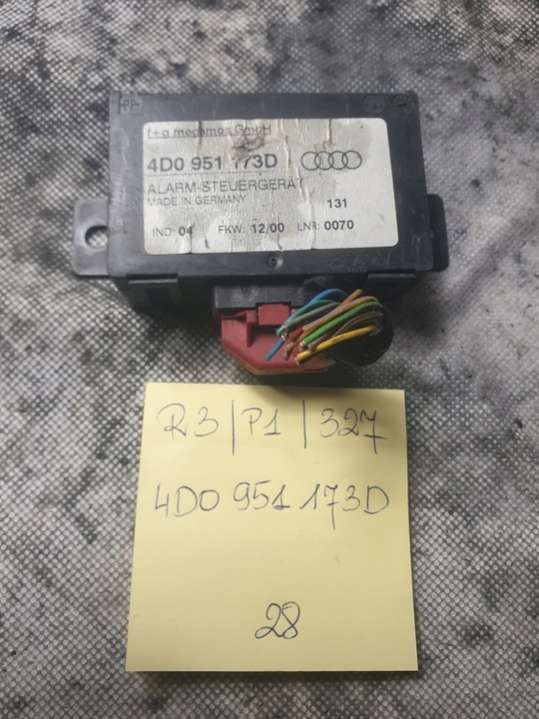 f+g megamos GmbH
4D0 951 173D
ALARM-STEUERGERÄT
MADE IN GERMANY
131
IND: 04 FKW: 12/00 LNR: 0070
R3/P1/327
4D0 951 173D
28